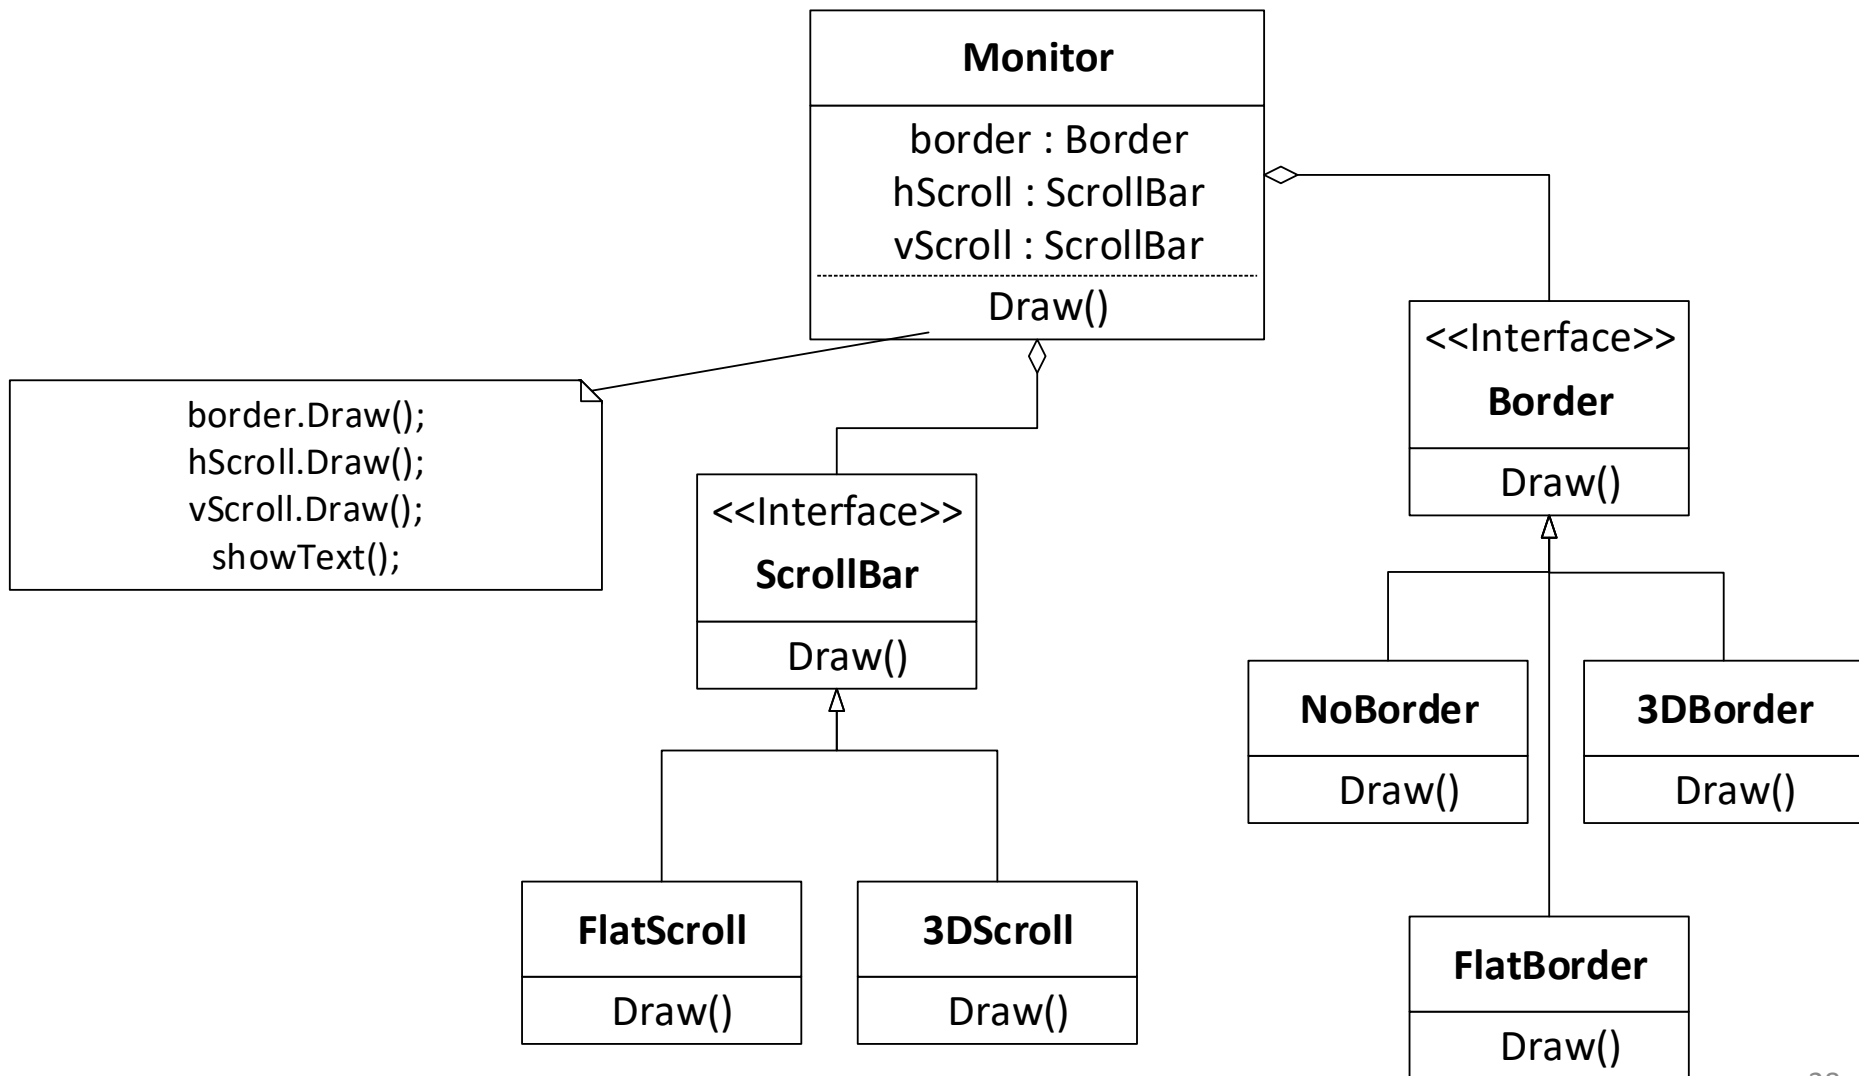 Monitor
border : Border
hScroll : ScrollBar
vScroll : ScrollBar
Draw()
border.Draw();
hScroll.Draw();
vScroll.Draw();
showText();
<<Interface>>
ScrollBar
Draw()
<<Interface>>
Border
Draw()
NoBorder
Draw()
3DBorder
Draw()
FlatScroll
Draw()
3DScroll
Draw()
FlatBorder
Draw()